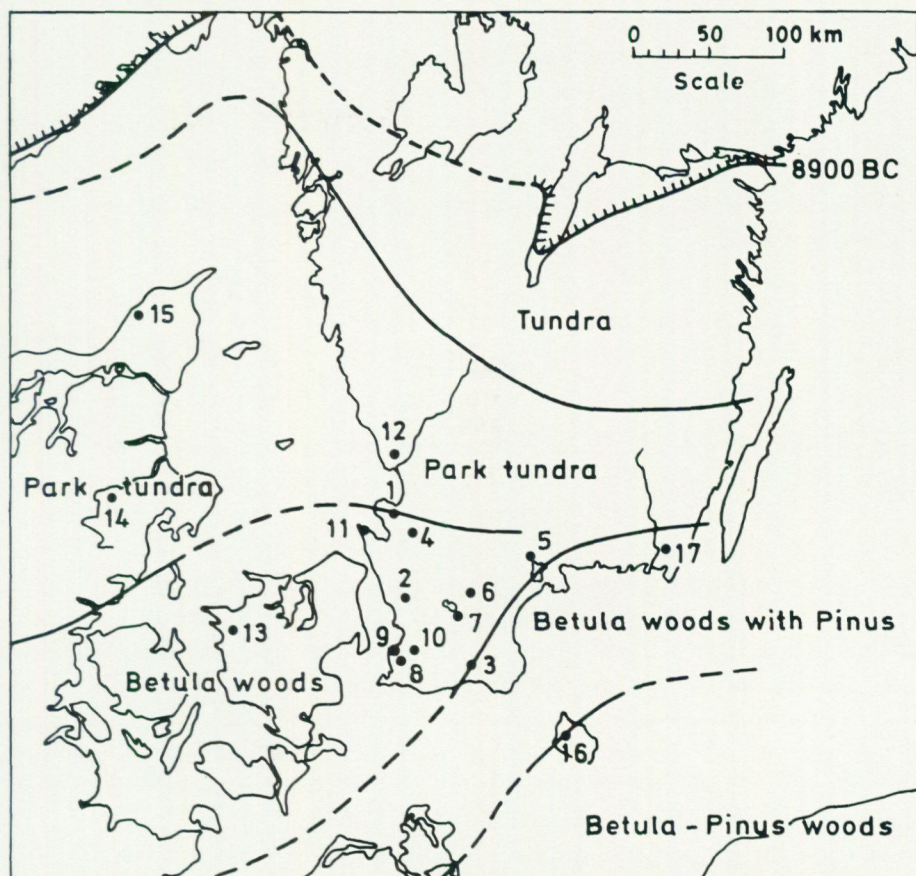 0 50 100 km
Scale
8900 BC
15
Tundra
12
Park tundra
Park tundra
1
14
11
4
5
17
2
6
7
Betula woods with Pinus
13
9
10
3
8
Betula woods
16
Betula - Pinus woods